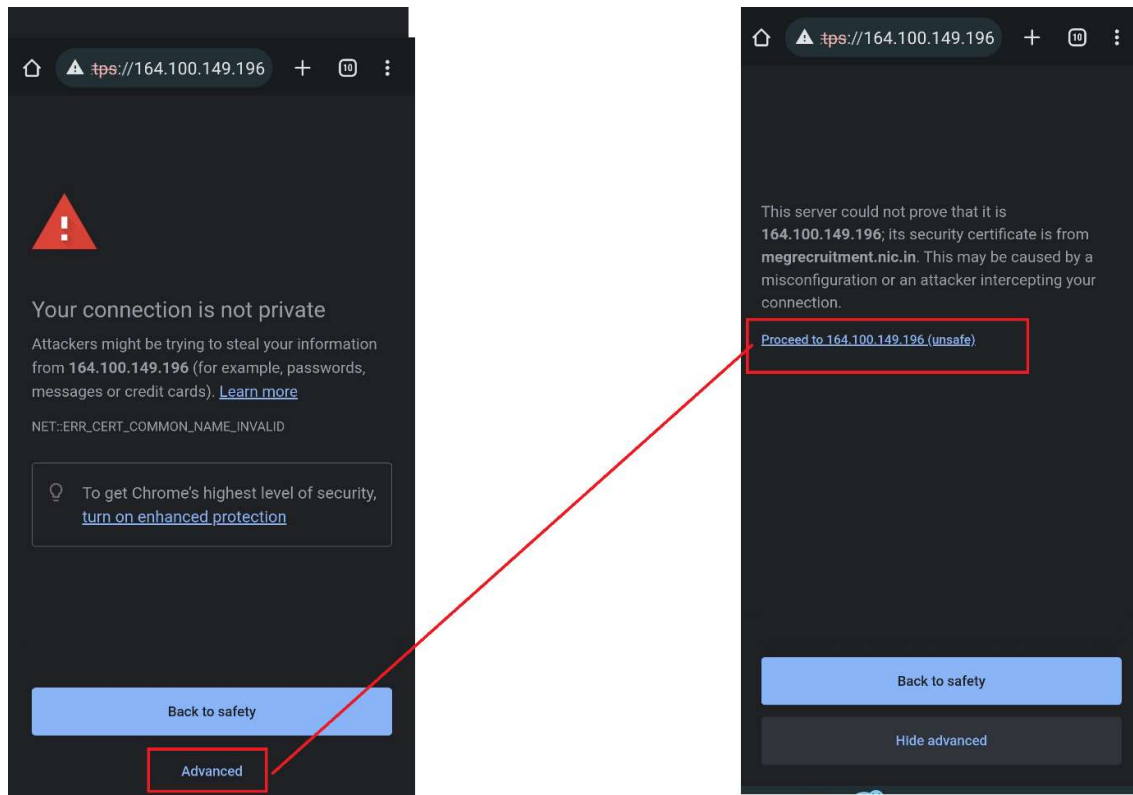 tps://164.100.149.196
10
Your connection is not private
Attackers might be trying to steal your information
from 164.100.149.196 (for example, passwords,
messages or credit cards). Learn more
NET::ERR_CERT_COMMON_NAME_INVALID
To get Chrome's highest level of security,
turn on enhanced protection
Back to safety
Advanced
tps://164.100.149.196
10
This server could not prove that it is
164.100.149.196; its security certificate is from
megrecruitment.nic.in. This may be caused by a
misconfiguration or an attacker intercepting your
connection.
Proceed to 164.100.149.196 (unsafe)
Back to safety
Hide advanced